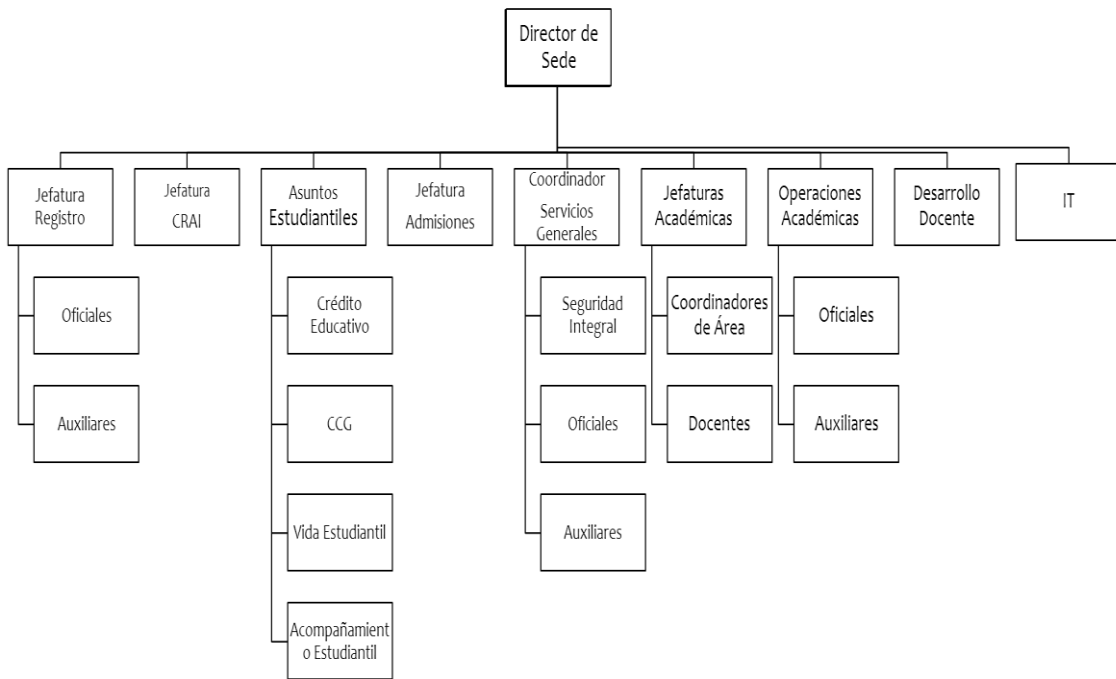 Director de
Sede
Jefatura
Registro
Jefatura
CRAI
Asuntos
Estudiantiles
Jefatura
Admisiones
Coordinador
Servicios
Generales
Jefaturas
Académicas
Operaciones
Académicas
Desarrollo
Docente
IT
Oficiales
Crédito
Educativo
Seguridad
Integral
Coordinadores
de Área
Oficiales
Auxiliares
CCG
Oficiales
Docentes
Auxiliares
Vida Estudiantil
Auxiliares
Acompañamient
o Estudiantil